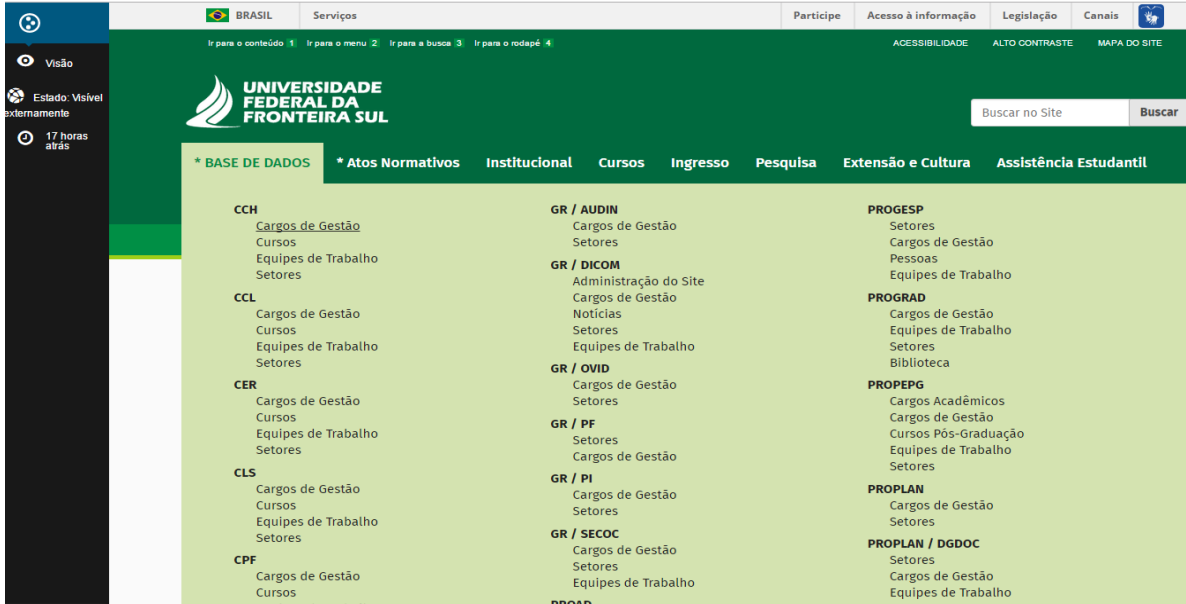 BRASIL
Serviços
Participe
Acesso à informação
Legislação
Canais
Visão
Estado: Visível
externamente
17 horas
atrás
Ir para o conteúdo 1
Ir para o menu 2
Ir para a busca 3
Ir para o rodapé 4
ACESSIBILIDADE
ALTO CONTRASTE
MAPA DO SITE
UNIVERSIDADE
FEDERAL DA
FRONTEIRA SUL
Buscar no Site
Buscar
* BASE DE DADOS
* Atos Normativos
Institucional
Cursos
Ingresso
Pesquisa
Extensão e Cultura
Assistência Estudantil
CCH
Cargos de Gestão
Cursos
Equipes de Trabalho
Setores
CCL
Cargos de Gestão
Cursos
Equipes de Trabalho
Setores
CER
Cargos de Gestão
Cursos
Equipes de Trabalho
Setores
CLS
Cargos de Gestão
Cursos
Equipes de Trabalho
Setores
CPF
Cargos de Gestão
Cursos
GR / AUDIN
Cargos de Gestão
Setores
GR / DICOM
Administração do Site
Cargos de Gestão
Notícias
Setores
Equipes de Trabalho
GR / OVID
Cargos de Gestão
Setores
GR / PF
Setores
Cargos de Gestão
GR / PI
Cargos de Gestão
Setores
GR / SECOC
Cargos de Gestão
Setores
Equipes de Trabalho
PROAD
PROGESP
Setores
Cargos de Gestão
Pessoas
Equipes de Trabalho
PROGRAD
Cargos de Gestão
Equipes de Trabalho
Setores
Biblioteca
PROPEPG
Cargos Acadêmicos
Cargos de Gestão
Cursos Pós-Graduação
Equipes de Trabalho
Setores
PROPLAN
Cargos de Gestão
Setores
PROPLAN / DGDOC
Setores
Cargos de Gestão
Equipes de Trabalho